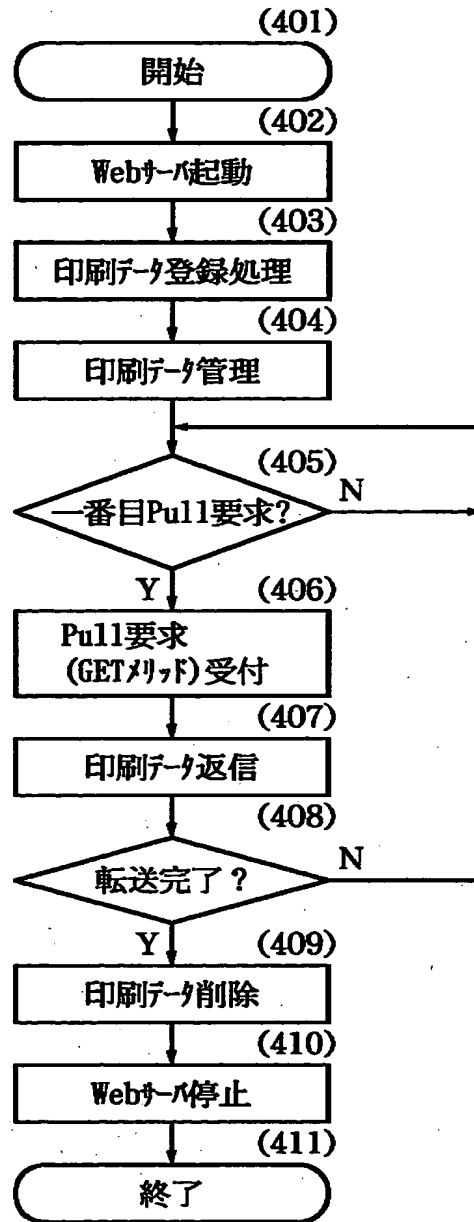 (401)
開始
(402)
Webｻｰﾊﾞ起動
(403)
印刷ﾃﾞｰﾀ登録処理
(404)
印刷ﾃﾞｰﾀ管理
(405)
一番目Pull要求?
N
Y
(406)
Pull要求
(GETﾒﾘｯﾄﾞ)受付
(407)
印刷ﾃﾞｰﾀ返信
(408)
転送完了？
N
Y
(409)
印刷ﾃﾞｰﾀ削除
(410)
Webｻｰﾊﾞ停止
(411)
終了